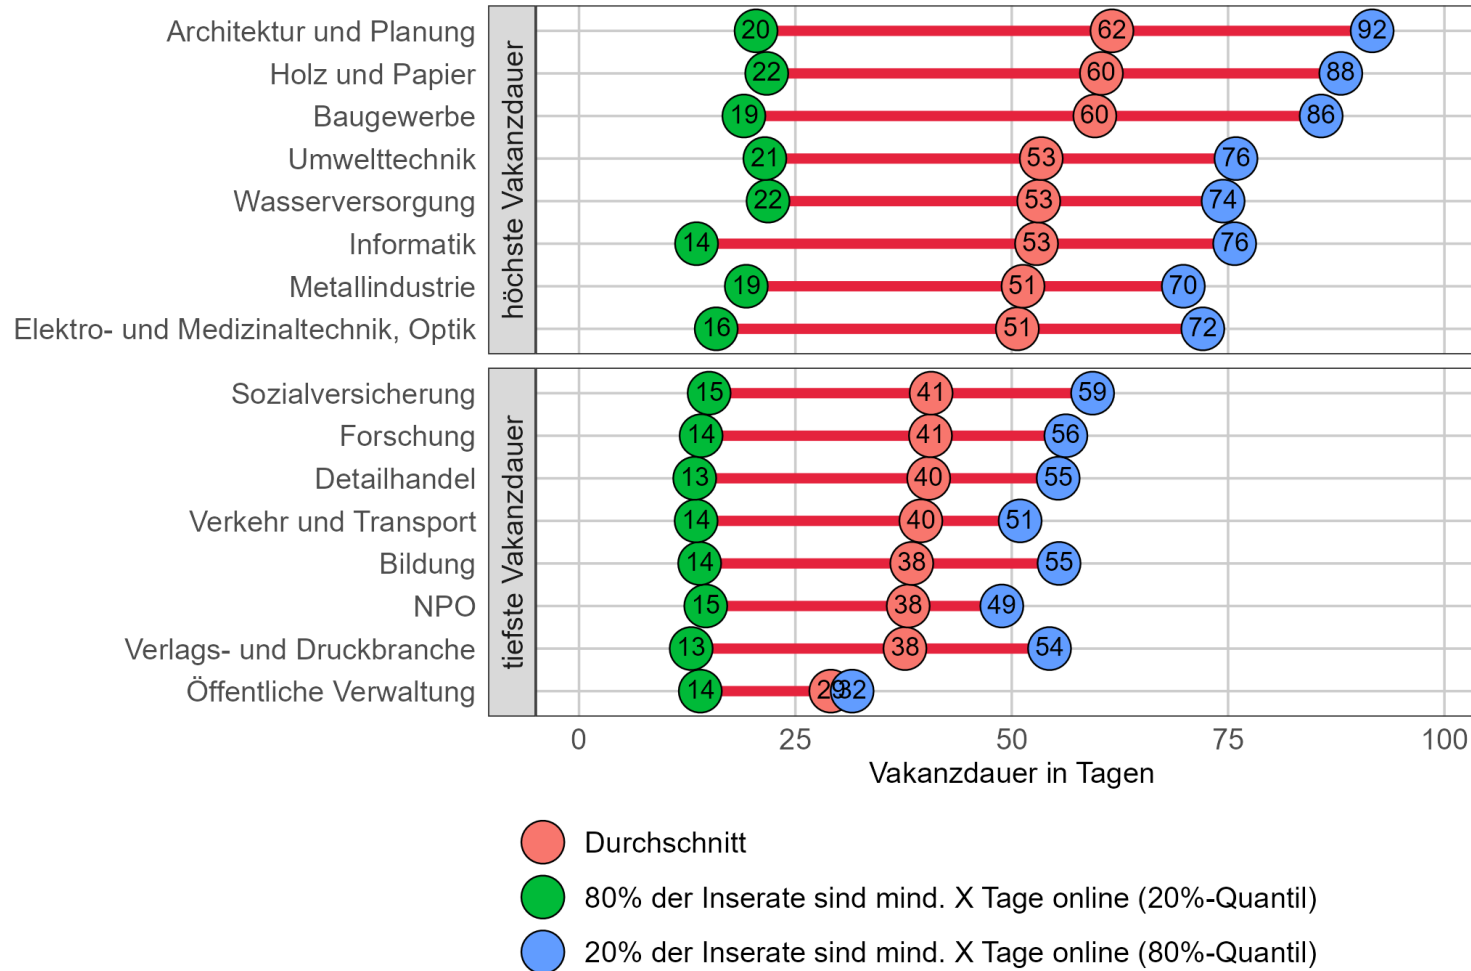 Architektur und Planung 20 62 92
Holz und Papier 22 60 88
Baugewerbe 19 60 86
Umwelttechnik 21 53 76
Wasserversorgung 22 53 74
Informatik 14 53 76
Metallindustrie 19 51 70
Elektro- und Medizinaltechnik, Optik 16 51 72
höchste Vakanzdauer
Sozialversicherung 15 41 59
Forschung 14 41 56
Detailhandel 13 40 55
Verkehr und Transport 14 40 51
Bildung 14 38 55
NPO 15 38 49
Verlags- und Druckbranche 13 38 54
Öffentliche Verwaltung 14 29 32
tiefste Vakanzdauer
0 25 50 75 100
Vakanzdauer in Tagen
Durchschnitt
80% der Inserate sind mind. X Tage online (20%-Quantil)
20% der Inserate sind mind. X Tage online (80%-Quantil)